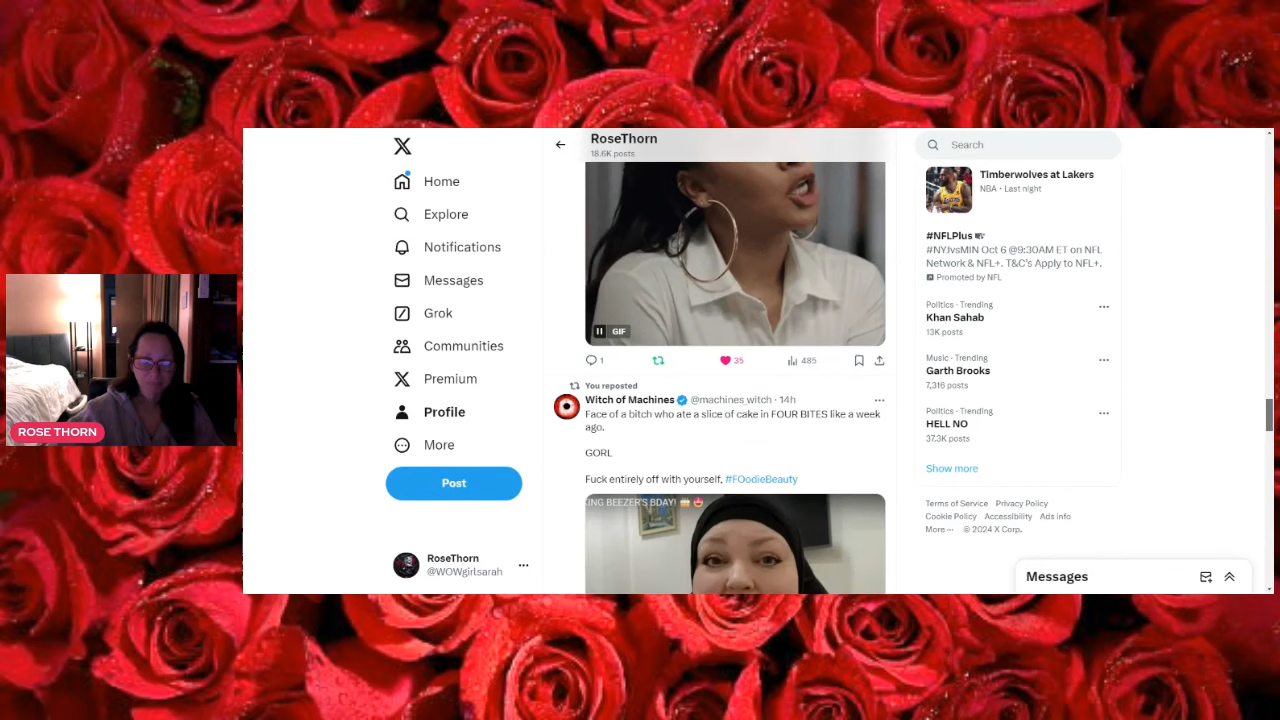 RoseThorn
18.6K posts
Search
Home
Explore
Notifications
Messages
Grok
Communities
Premium
Profile
More
Post
RoseThorn
@WOWgirlsarah
ROSE THORN
GIF
1
35
485
You reposted
Witch of Machines @machines_witch · 14h
Face of a bitch who ate a slice of cake in FOUR BITES like a week
ago.
GORL
Fuck entirely off with yourself, #FOodieBeauty
KING BEEZER'S BDAY!
Timberwolves at Lakers
NBA · Last night
#NFLPlus
#NYJvsMIN Oct 6 @9:30AM ET on NFL
Network & NFL+. T&C's Apply to NFL+.
Promoted by NFL
Politics · Trending
Khan Sahab
13K posts
Music · Trending
Garth Brooks
7,316 posts
Politics · Trending
HELL NO
37.3K posts
Show more
Terms of Service Privacy Policy
Cookie Policy Accessibility Ads info
More ··· © 2024 X Corp.
Messages